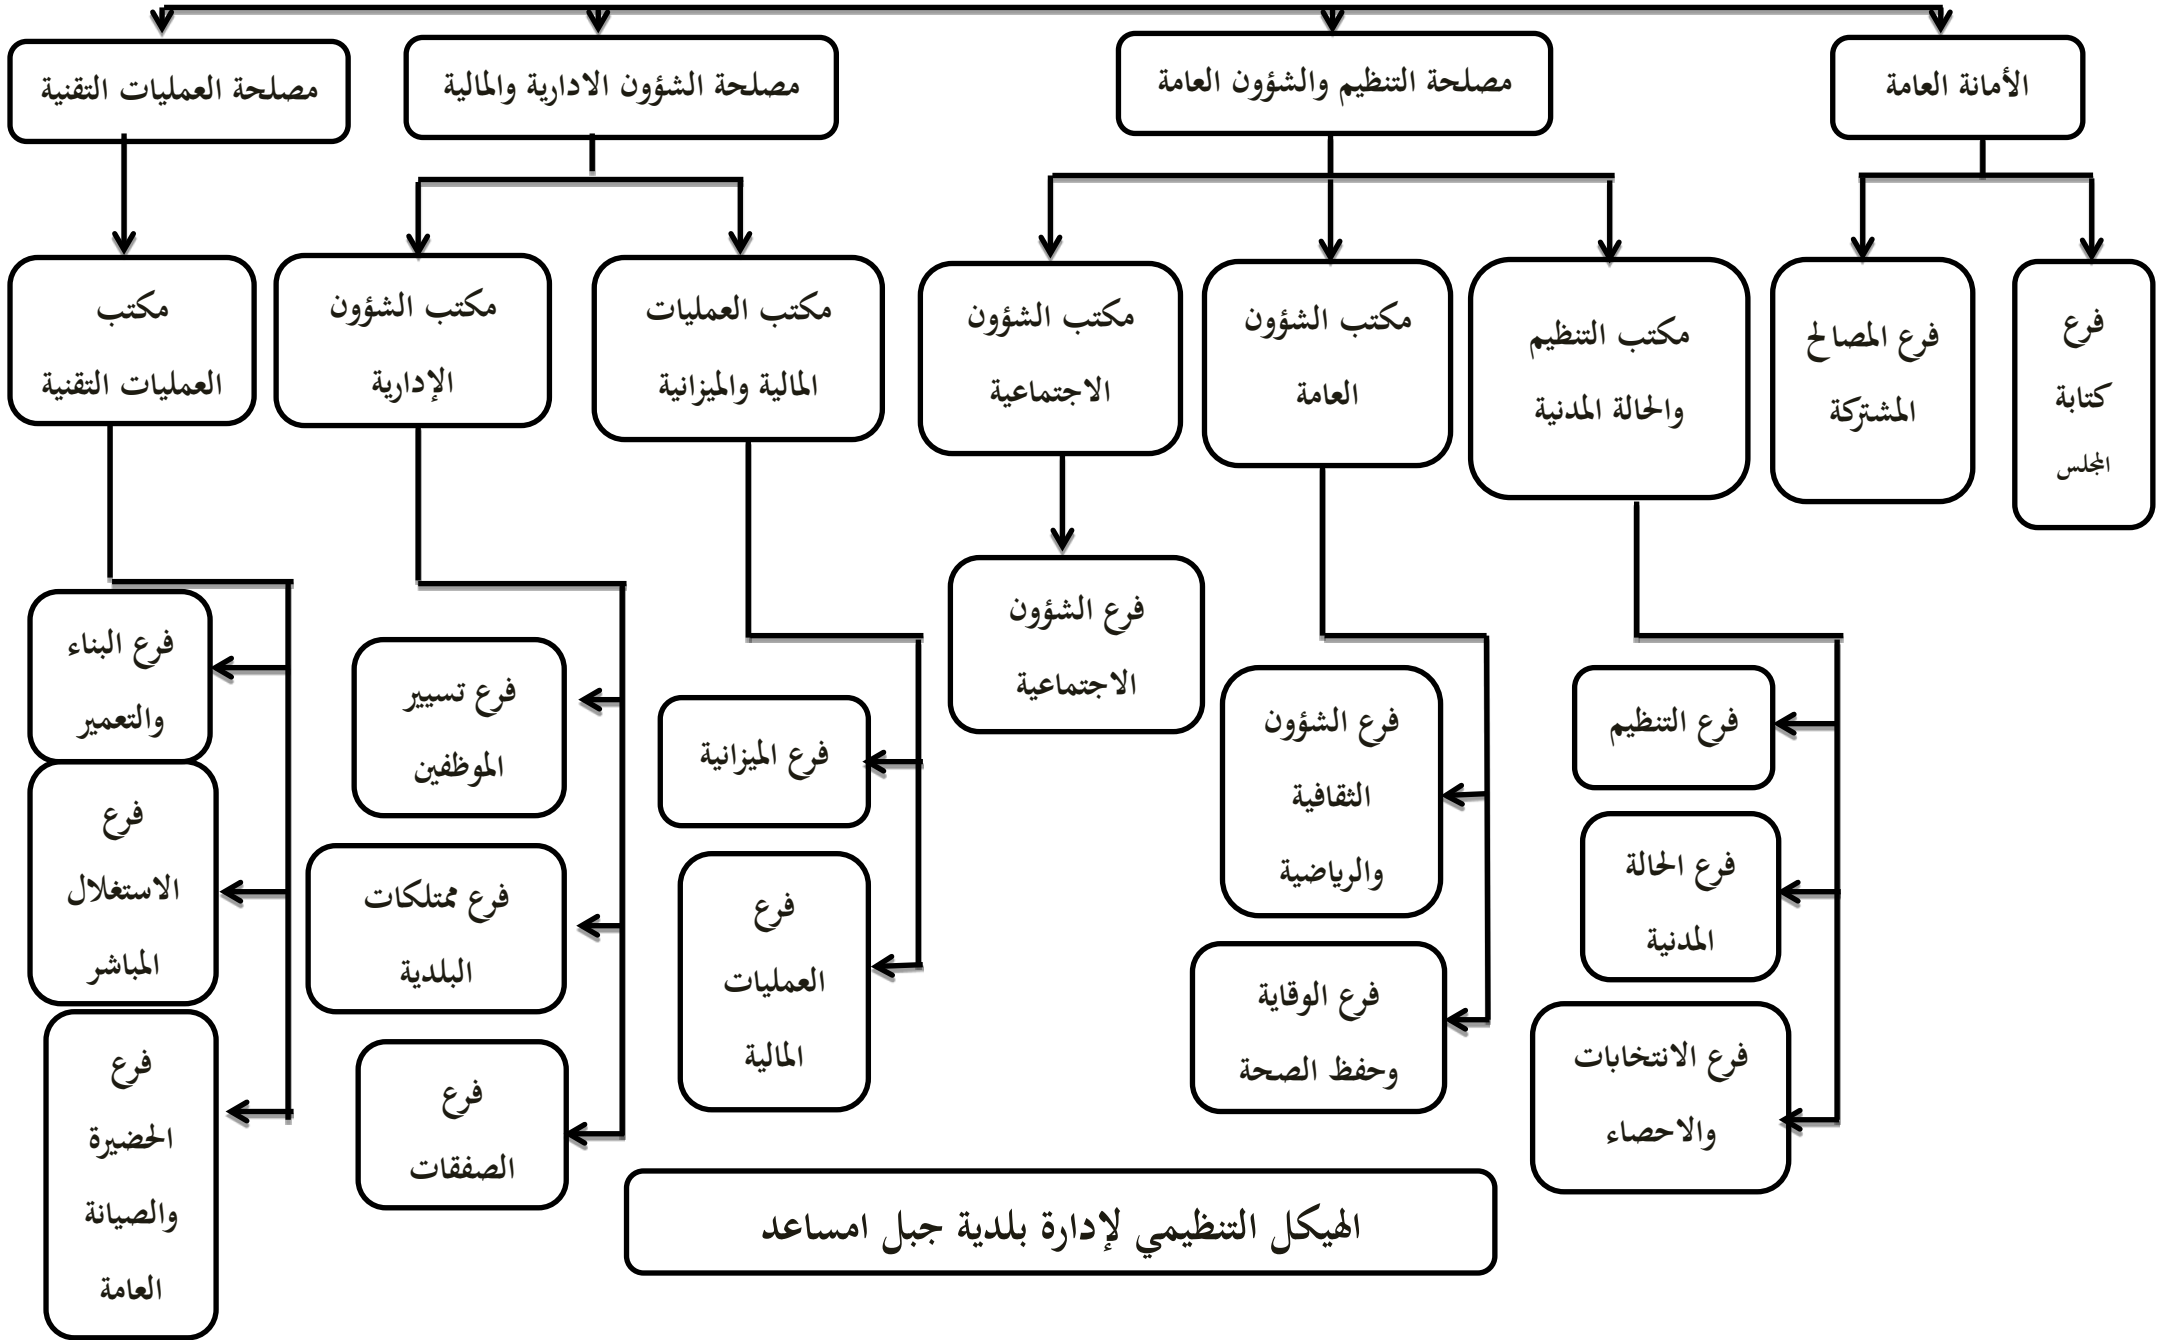 الأمانة العامة
مصلحة التنظيم والشؤون العامة
مصلحة الشؤون الادارية والمالية
مصلحة العمليات التقنية
فرع
كتابة
المجلس
فرع المصالح
المشتركة
مكتب التنظيم
والحالة المدنية
مكتب الشؤون
العامة
مكتب الشؤون
الاجتماعية
مكتب العمليات
المالية والميزانية
مكتب الشؤون
الإدارية
مكتب
العمليات التقنية
فرع التنظيم
فرع الحالة
المدنية
فرع الانتخابات
والاحصاء
فرع الشؤون
الثقافية
والرياضية
فرع الوقاية
وحفظ الصحة
فرع الشؤون
الاجتماعية
فرع الميزانية
فرع
العمليات
المالية
فرع تسيير
الموظفين
فرع ممتلكات
البلدية
فرع
الصفقات
فرع البناء
والتعمير
فرع
الاستغلال
المباشر
فرع
الحضيرة
والصيانة
العامة
الهيكل التنظيمي لإدارة بلدية جبل امساعد